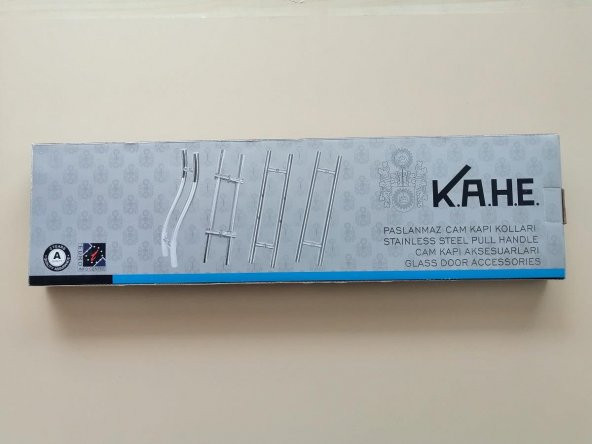 K.A.H.E.
PASLANMAZ CAM KAPI KOLLARI
STAINLESS STEEL PULL HANDLE
CAM KAPI AKSESUARLARI
GLASS DOOR ACCESSORIES
A